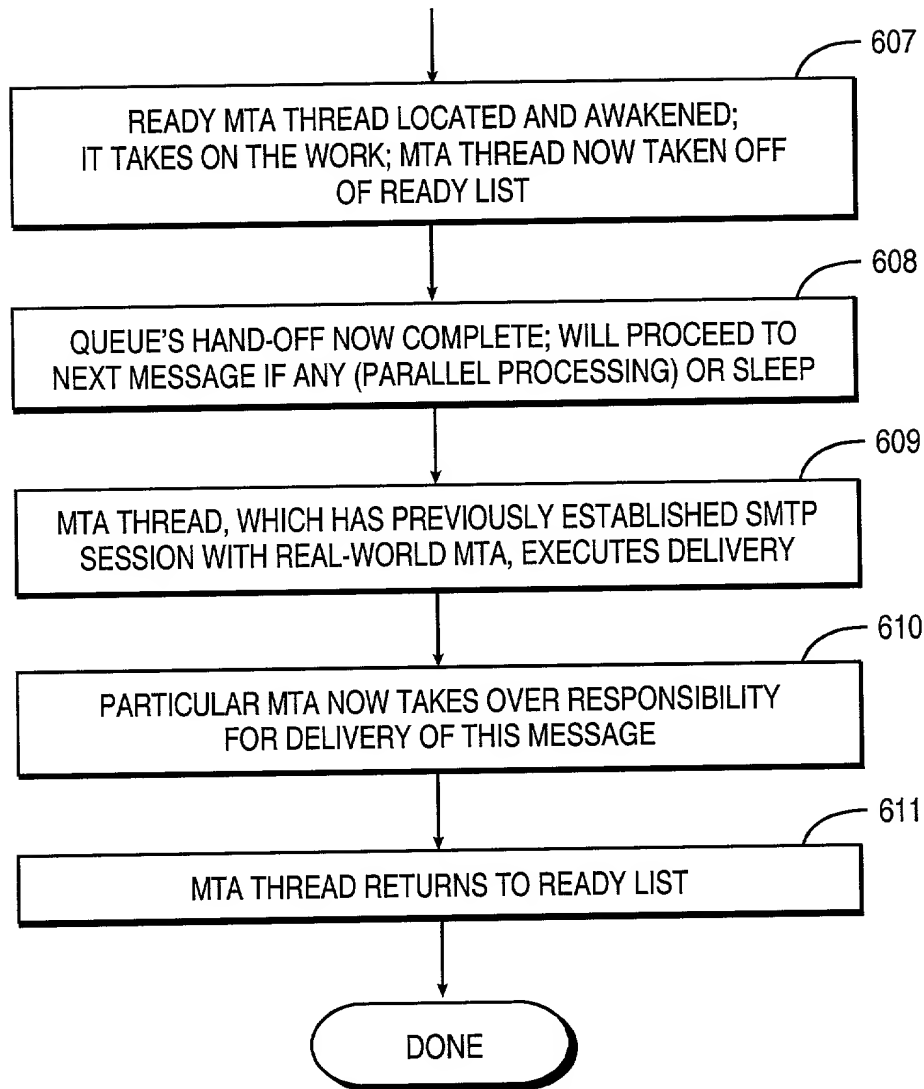 607
READY MTA THREAD LOCATED AND AWAKENED;
IT TAKES ON THE WORK; MTA THREAD NOW TAKEN OFF
OF READY LIST
608
QUEUE'S HAND-OFF NOW COMPLETE; WILL PROCEED TO
NEXT MESSAGE IF ANY (PARALLEL PROCESSING) OR SLEEP
609
MTA THREAD, WHICH HAS PREVIOUSLY ESTABLISHED SMTP
SESSION WITH REAL-WORLD MTA, EXECUTES DELIVERY
610
PARTICULAR MTA NOW TAKES OVER RESPONSIBILITY
FOR DELIVERY OF THIS MESSAGE
611
MTA THREAD RETURNS TO READY LIST
DONE